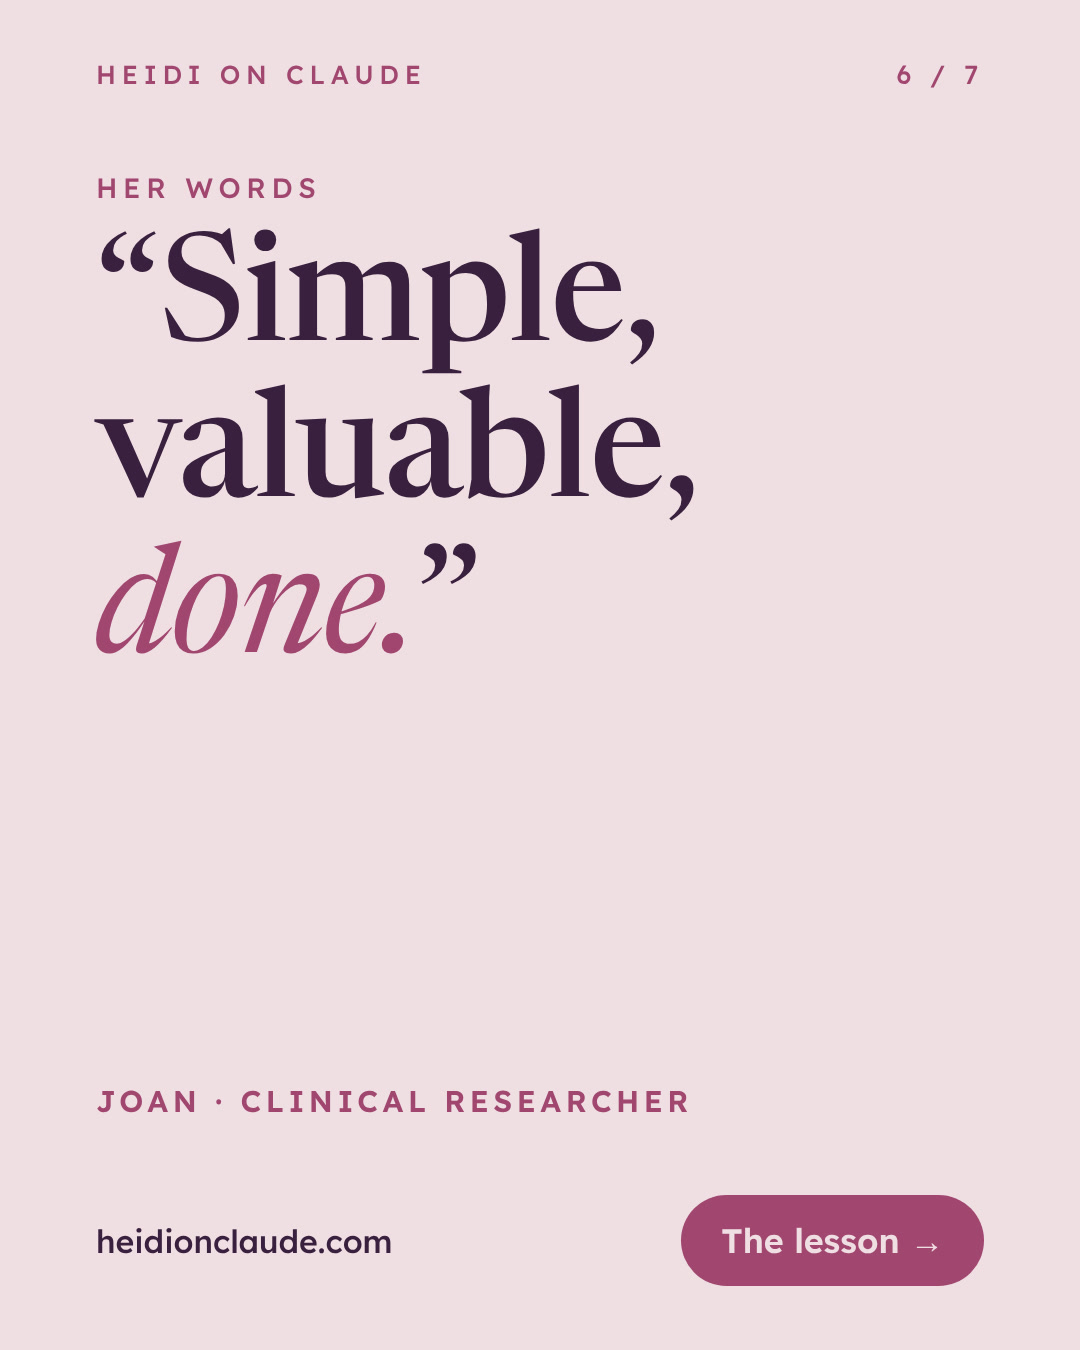 HEIDI ON CLAUDE
6 / 7
HER WORDS
“Simple,
valuable,
done.”
JOAN · CLINICAL RESEARCHER
heidionclaude.com
The lesson →